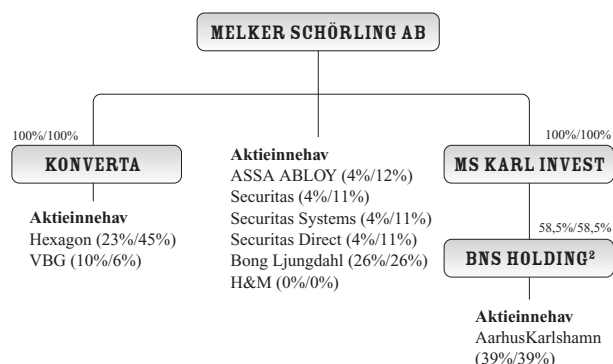 MELKER SCHÖRLING AB
100%/100%
KONVERTA
Aktieinnehav
Hexagon (23%/45%)
VBG (10%/6%)
Aktieinnehav
ASSA ABLOY (4%/12%)
Securitas (4%/11%)
Securitas Systems (4%/11%)
Securitas Direct (4%/11%)
Bong Ljungdahl (26%/26%)
H&M (0%/0%)
100%/100%
MS KARL INVEST
58,5%/58,5%
BNS HOLDING²
Aktieinnehav
AarhusKarlshamn
(39%/39%)